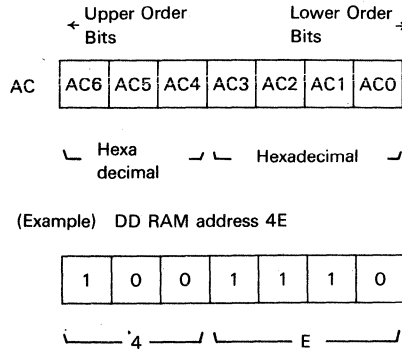 Upper Order Lower Order
Bits Bits
AC AC6 AC5 AC4 AC3 AC2 AC1 AC0
Hexa
decimal Hexadecimal
(Example) DD RAM address 4E
1 0 0 1 1 1 0
4 E